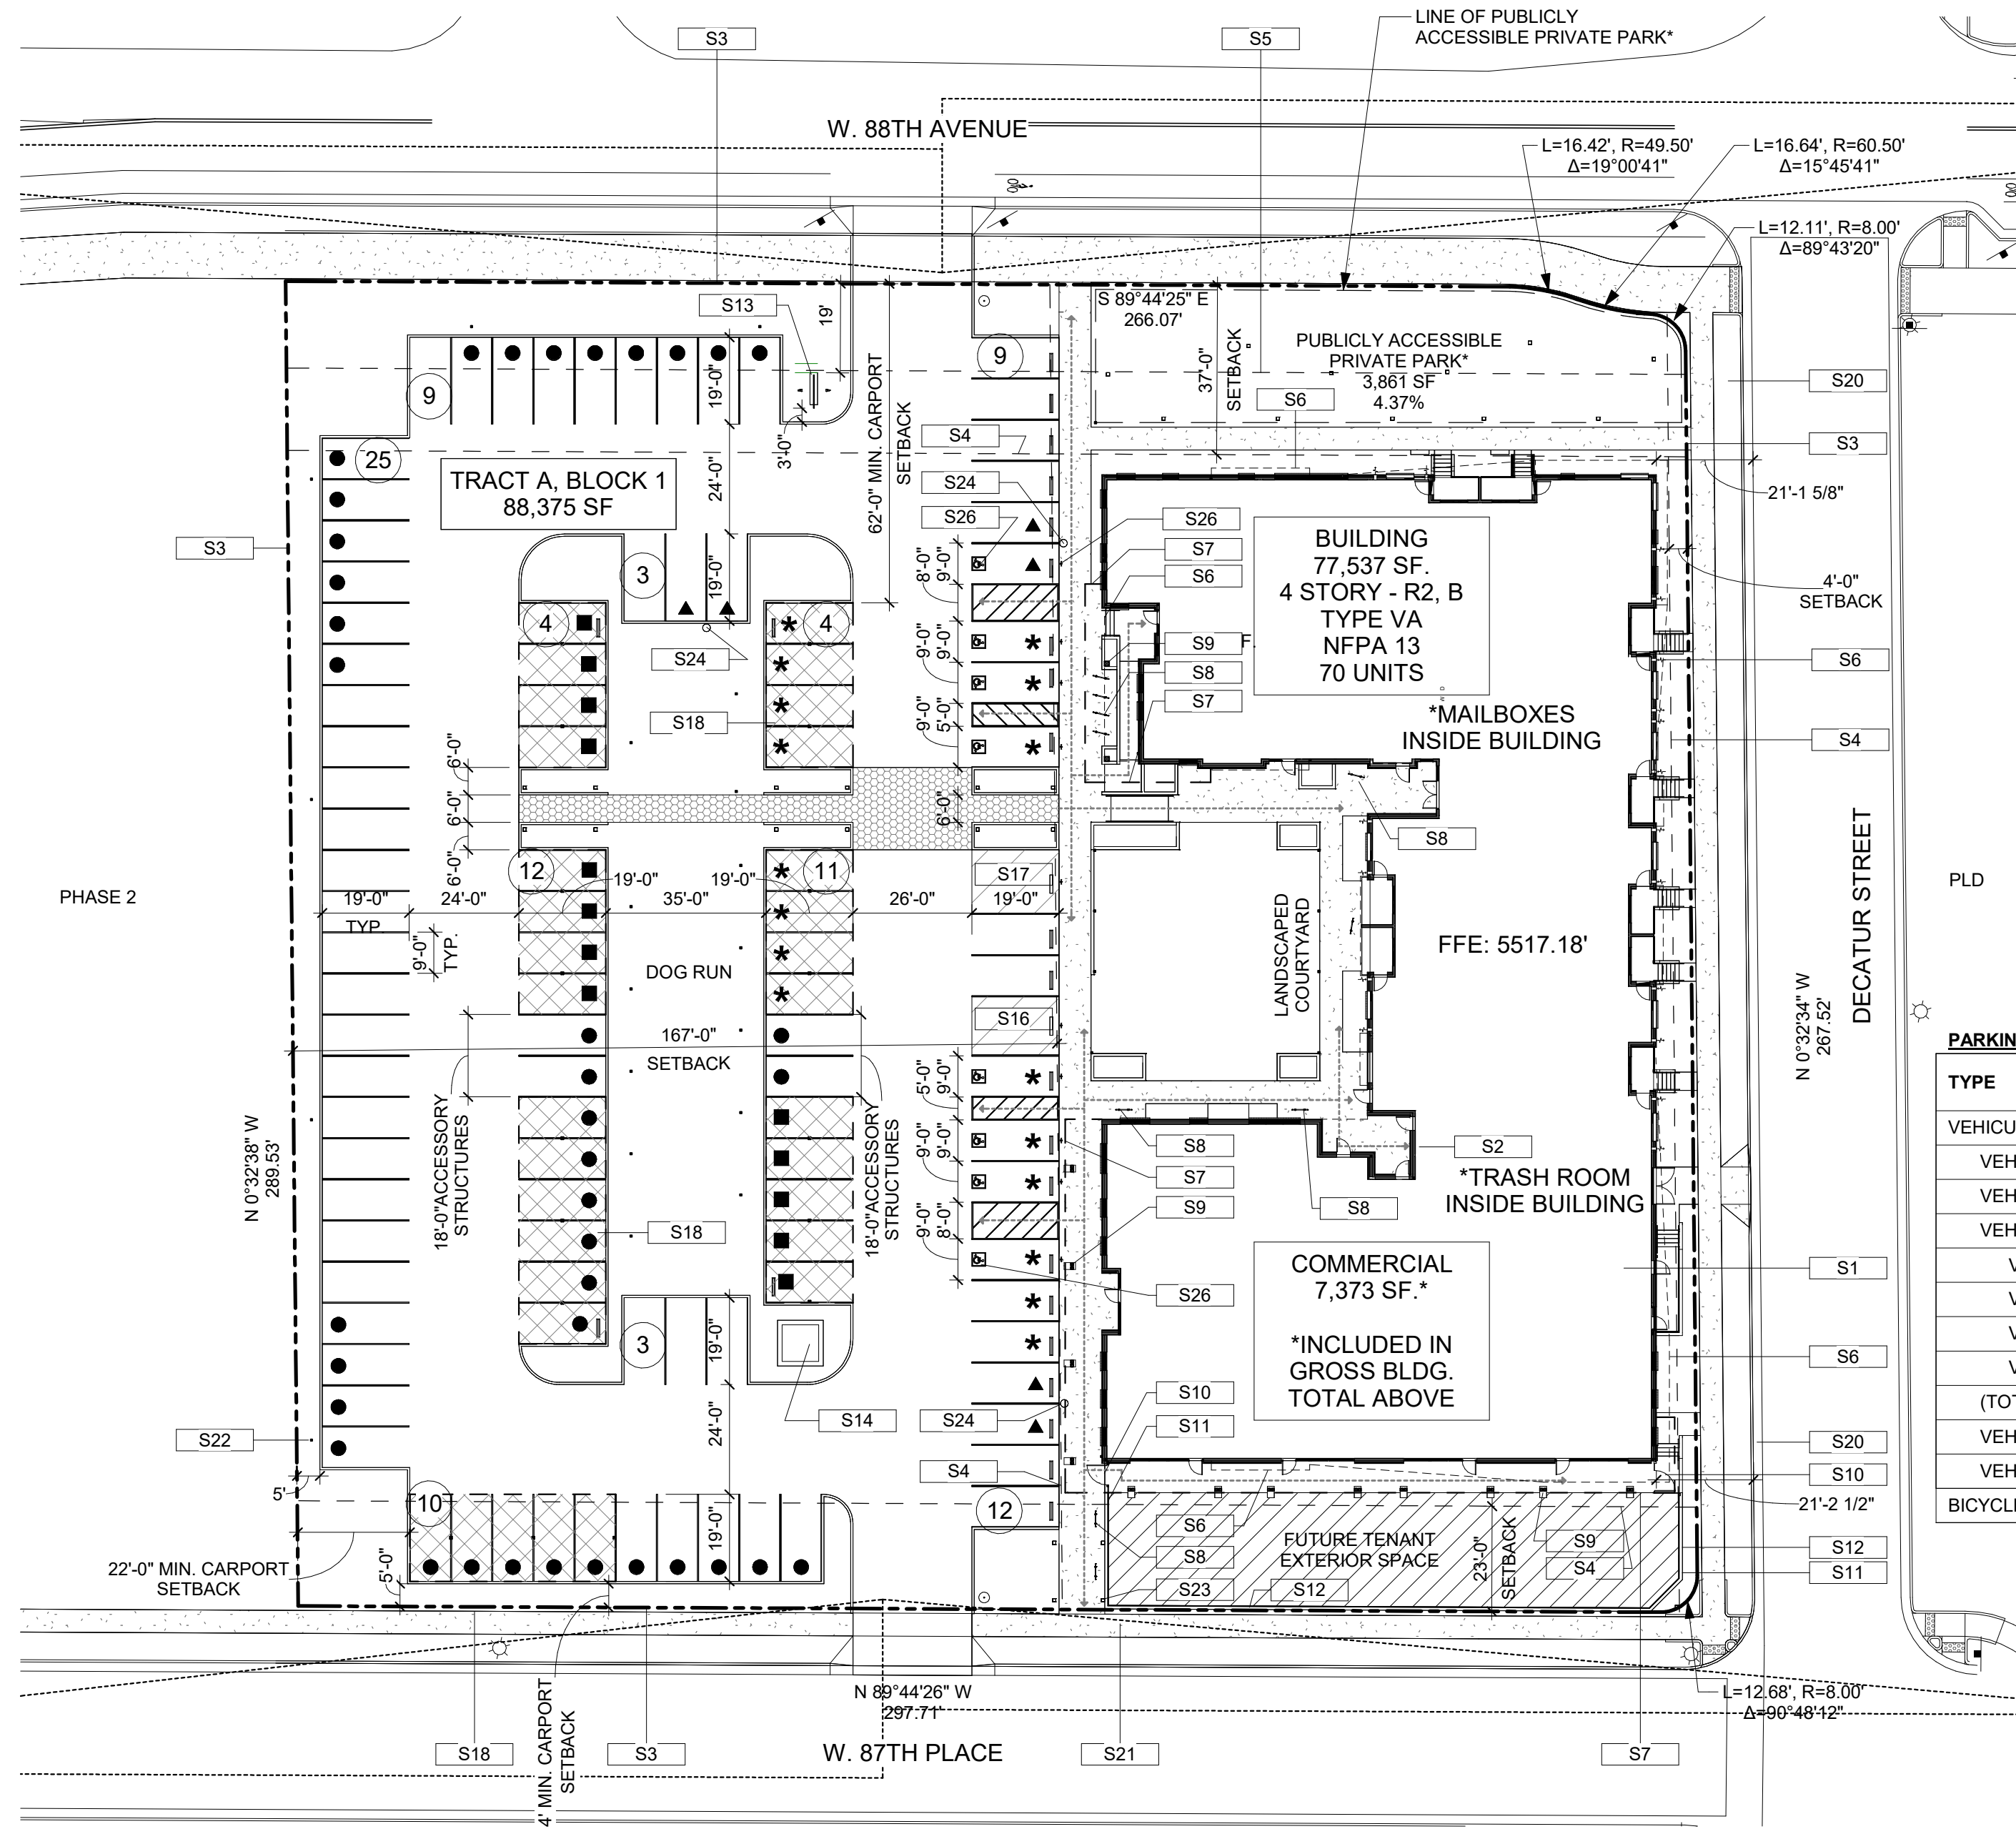 LINE OF PUBLICLY
ACCESSIBLE PRIVATE PARK*
S3
S5
W. 88TH AVENUE
L=16.42', R=49.50'
Δ=19°00'41"
L=16.64', R=60.50'
Δ=15°45'41"
L=12.11', R=8.00'
Δ=89°43'20"
S13
19'
S 89°44'25" E
266.07'
37'-0"
SETBACK
PUBLICLY ACCESSIBLE
PRIVATE PARK*
3,861 SF
4.37%
S6
S20
9
9
19'-0"
3'-0"
62'-0" MIN. CARPORT
SETBACK
S4
S3
25
TRACT A, BLOCK 1
88,375 SF
24'-0"
S24
S26
S26
S7
S6
21'-1 5/8"
BUILDING
77,537 SF.
4 STORY - R2, B
TYPE VA
NFPA 13
70 UNITS
S3
3
19'-0"
8'-0"
9'-0"
4'-0"
SETBACK
4
4
S24
9'-0"
9'-0"
S9
F.
S8
S7
S6
S18
9'-0"
5'-0"
*MAILBOXES
INSIDE BUILDING
S4
6'-0"
6'-0"
6'-0"
6'-0"
S8
DECATUR STREET
12
11
S17
PHASE 2
PLD
19'-0"
TYP.
24'-0"
19'-0"
35'-0"
19'-0"
26'-0"
19'-0"
9'-0"
TYP.
LANDSCAPED
COURTYARD
FFE: 5517.18'
DOG RUN
N 0°32'34" W
267.52'
S16
167'-0"
SETBACK
PARKIN
TYPE
VEHICU
VEH
VEH
VEH
V
V
V
V
(TO
VEH
VEH
BICYCL
5'-0"
9'-0"
18'-0"ACCESSORY
STRUCTURES
18'-0"ACCESSORY
STRUCTURES
N 0°32'38" W
289.53'
9'-0"
9'-0"
S8
S7
S9
S2
*TRASH ROOM
INSIDE BUILDING
S8
S18
9'-0"
8'-0"
S26
COMMERCIAL
7,373 SF.*
*INCLUDED IN
GROSS BLDG.
TOTAL ABOVE
S1
3
19'-0"
S6
S14
S24
S10
S11
S22
24'-0"
S4
S20
S10
5'
10
12
21'-2 1/2"
19'-0"
S6
S8
S23
FUTURE TENANT
EXTERIOR SPACE
23'-0"
SETBACK
S9
S4
S12
S12
S11
22'-0" MIN. CARPORT
SETBACK
5'-0"
N 89°44'26" W
297.71'
L=12.68', R=8.00'
Δ=90°48'12"
4' MIN. CARPORT
SETBACK
S18
S3
W. 87TH PLACE
S21
S7